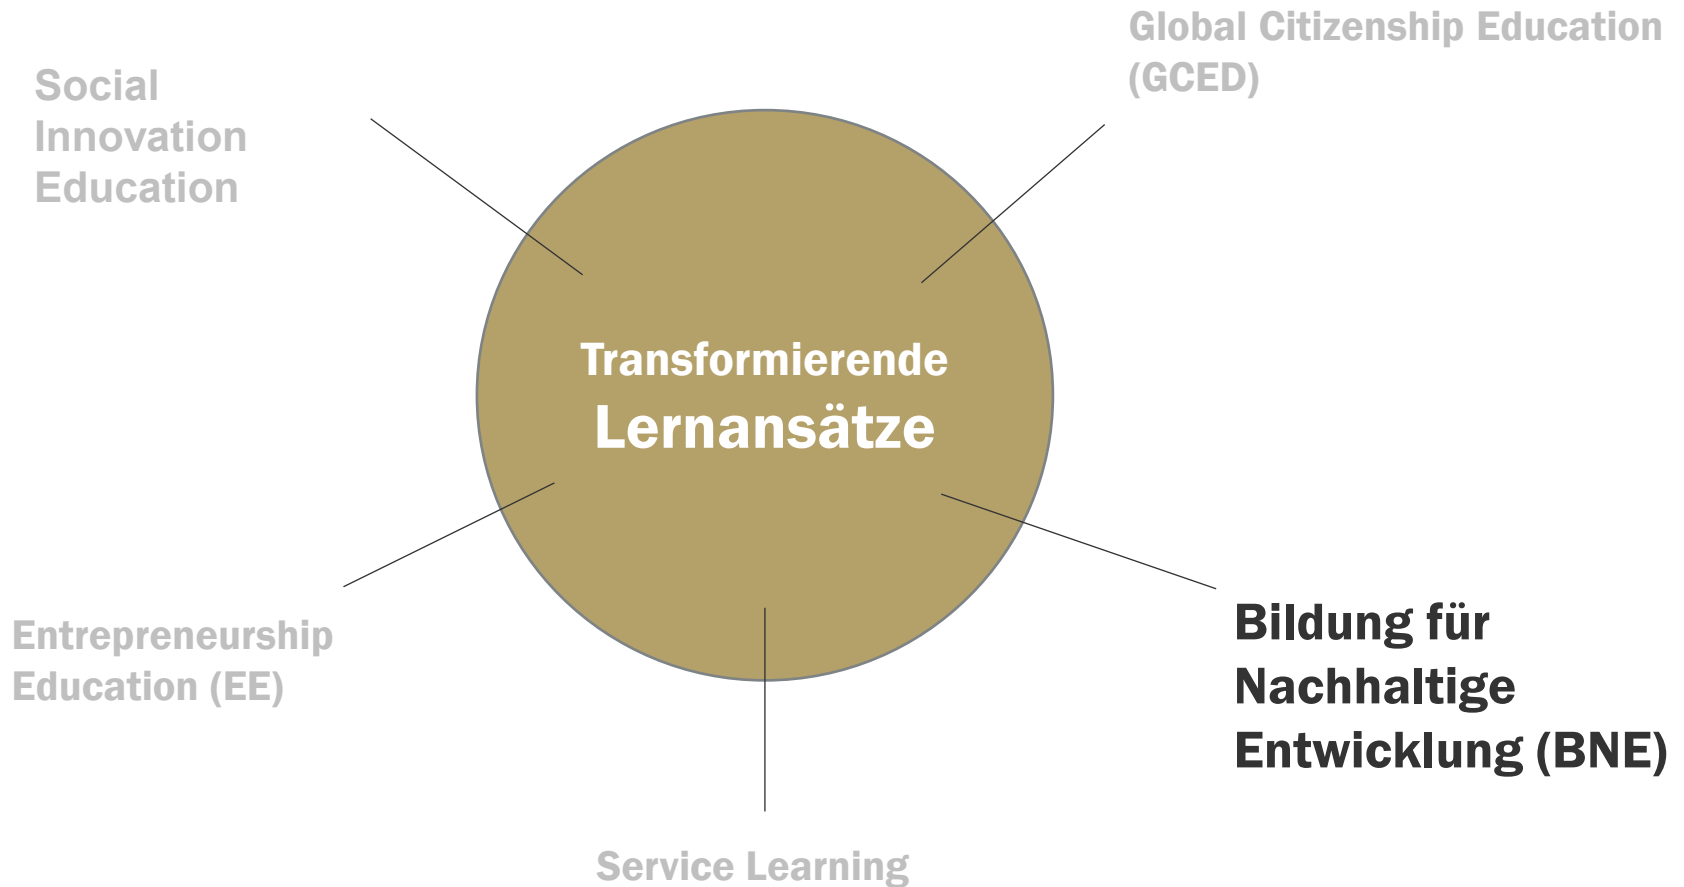 Global Citizenship Education
(GCED)
Social
Innovation
Education
Transformierende
Lernansätze
Entrepreneurship
Education (EE)
Bildung für
Nachhaltige
Entwicklung (BNE)
Service Learning